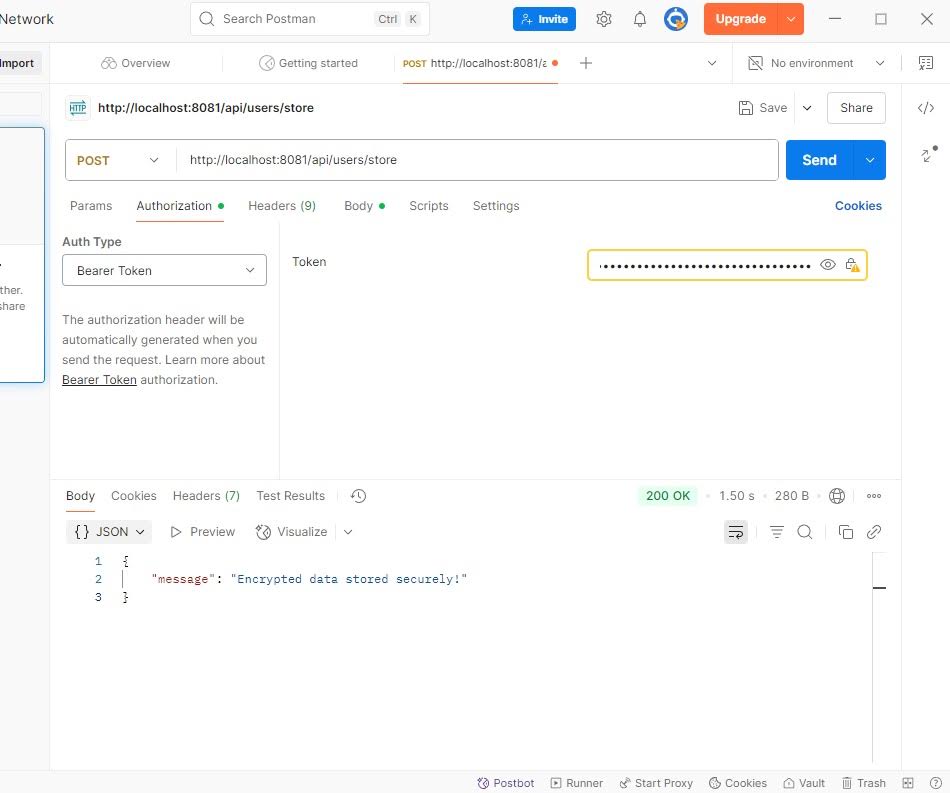 Network
Search Postman
Ctrl K
Invite
Upgrade
Import
Overview
Getting started
POST http://localhost:8081/a
No environment
HTTP http://localhost:8081/api/users/store
Save
Share
POST
http://localhost:8081/api/users/store
Send
Params
Authorization
Headers (9)
Body
Scripts
Settings
Cookies
Auth Type
Bearer Token
Token
ther.
share
The authorization header will be
automatically generated when you
send the request. Learn more about
Bearer Token authorization.
Body
Cookies
Headers (7)
Test Results
200 OK
1.50 s
280 B
{} JSON
Preview
Visualize
1 {
2 "message": "Encrypted data stored securely!"
3 }
Postbot
Runner
Start Proxy
Cookies
Vault
Trash